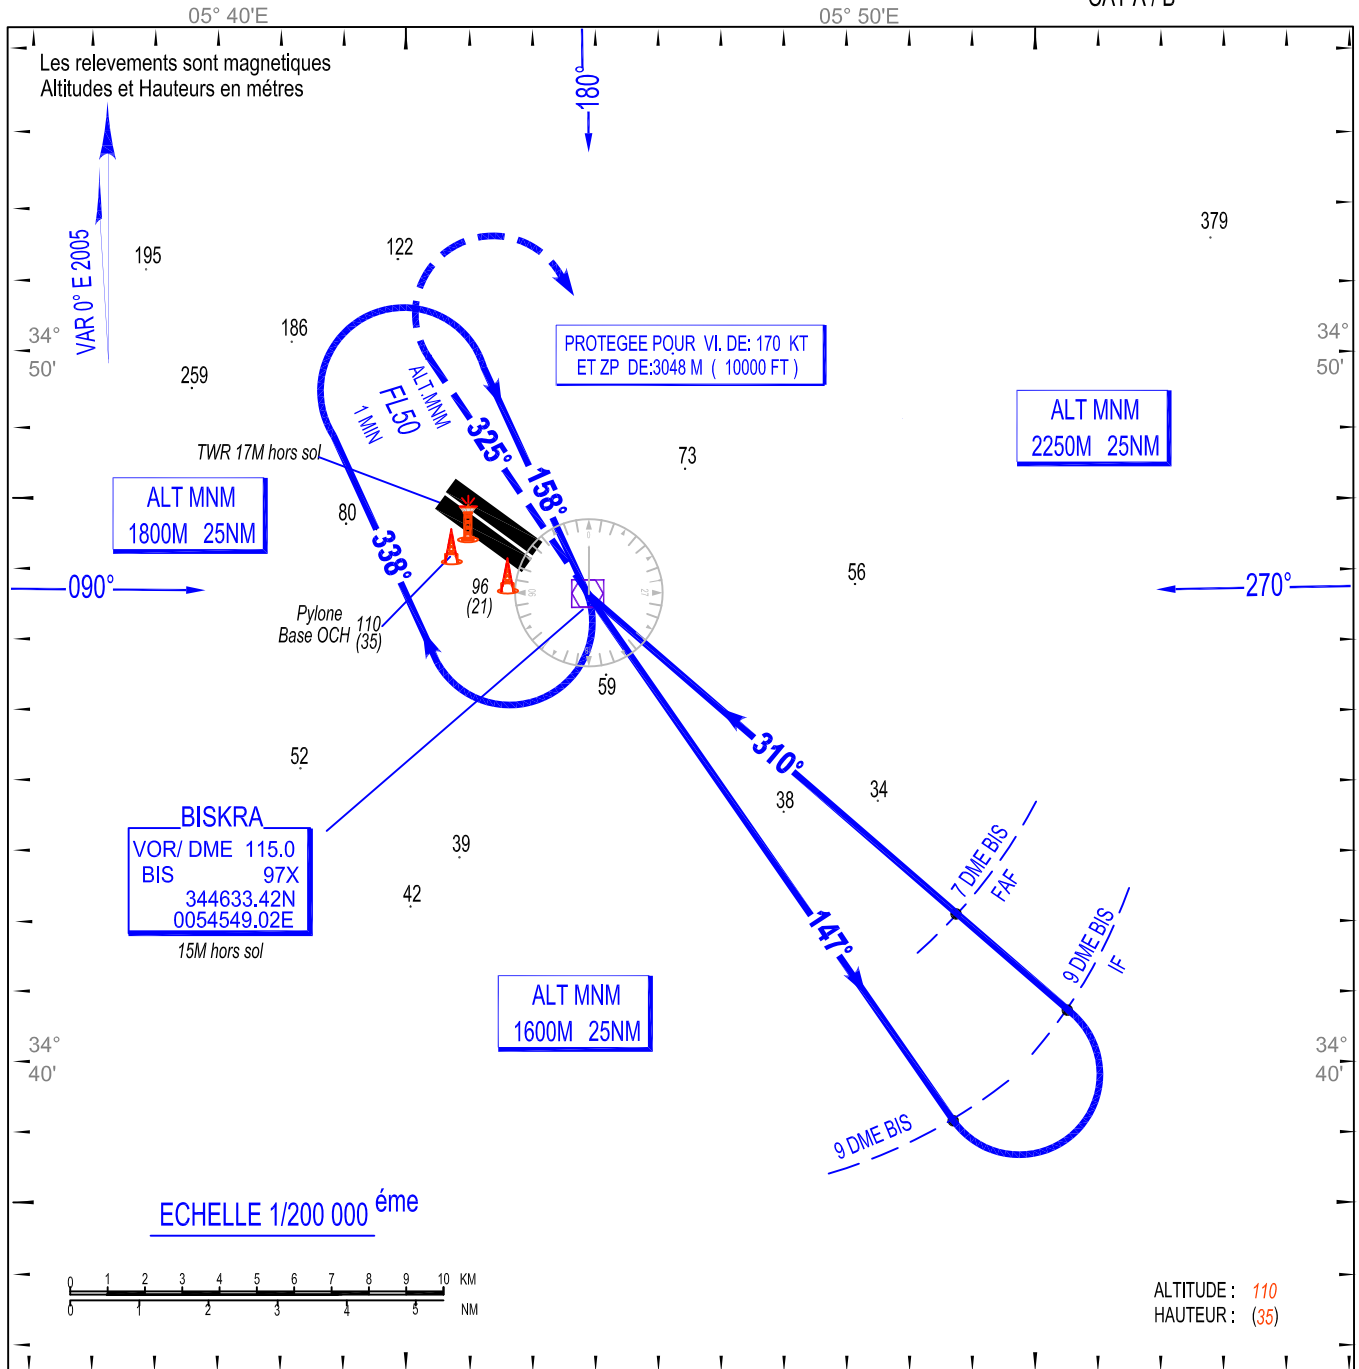 CAT A / B
05° 40'E
05° 50'E
Les relevements sont magnetiques
Altitudes et Hauteurs en métres
180°
VAR 0° E 2005
195
122
379
186
259
34°
50'
34°
50'
PROTEGEE POUR VI. DE: 170 KT
ET ZP DE:3048 M ( 10000 FT )
ALT.MNM
FL50
1 MIN
325°
158°
338°
ALT MNM
2250M 25NM
TWR 17M hors sol
73
ALT MNM
1800M 25NM
80
090°
270°
56
96
(21)
Pylone
Base OCH
110
(35)
0
27
90
59
52
310°
38
34
BISKRA
VOR/ DME 115.0
BIS 97X
344633.42N
0054549.02E
15M hors sol
39
42
147°
7 DME BIS
FAF
9 DME BIS
IF
9 DME BIS
ALT MNM
1600M 25NM
34°
40'
34°
40'
ECHELLE 1/200 000 éme
0 1 2 3 4 5 6 7 8 9 10 KM
0 1 2 3 4 5 NM
ALTITUDE : 110
HAUTEUR : (35)